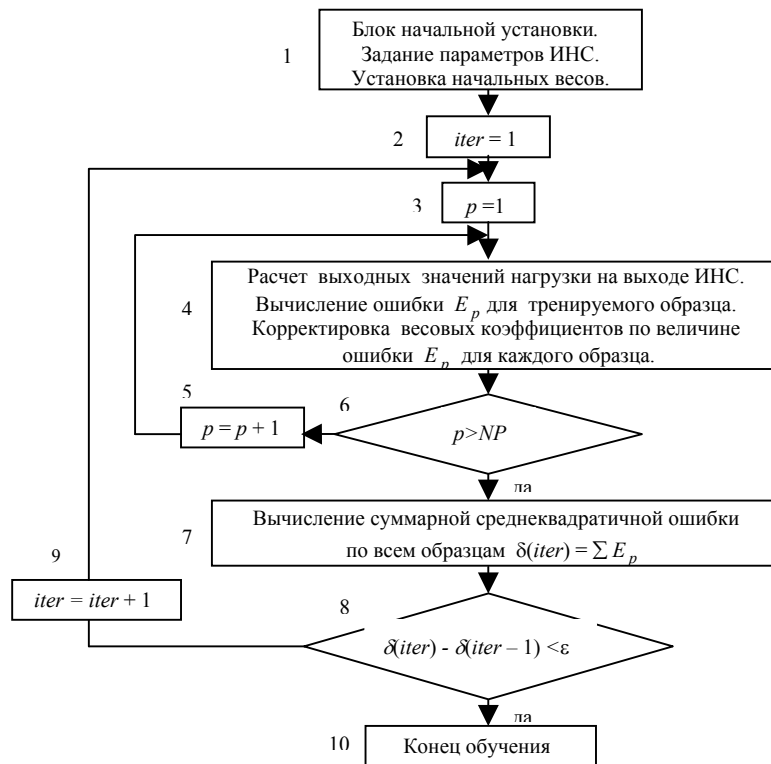 Блок начальной установки.
1
Задание параметров ИНС.
Установка начальных весов.
2
iter = 1
3
p =1
Расчет выходных значений нагрузки на выходе ИНС.
4
Вычисление ошибки E p для тренируемого образца.
Корректировка весовых коэффициентов по величине
ошибки E p для каждого образца.
5
6
p = p + 1
p>NP
да
Вычисление суммарной среднеквадратичной ошибки
7
по всем образцам δ(iter) = ∑ E p
9
iter = iter + 1
8
δ(iter) - δ(iter – 1) <ε
да
10
Конец обучения